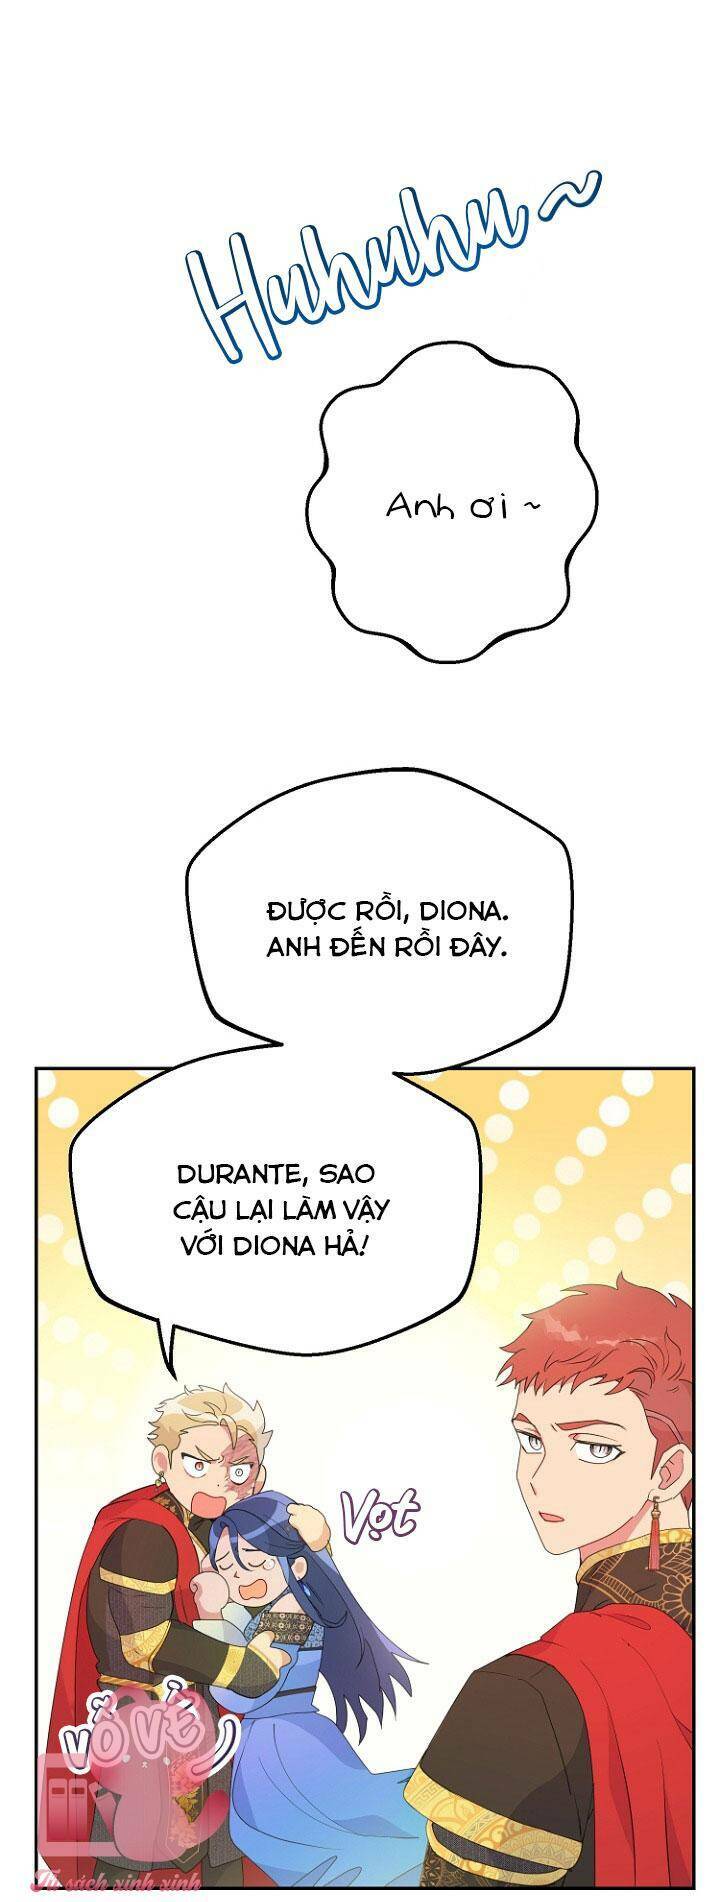 Huhuhu~
Anh ơi ~
ĐƯỢC RỒI, DIONA.
ANH ĐẾN RỒI ĐÂY.
DURANTE, SAO
CẬU LẠI LÀM VẬY
VỚI DIONA HẢ!
Vọt
VỖ VỀ
Tủ sách xinh xinh